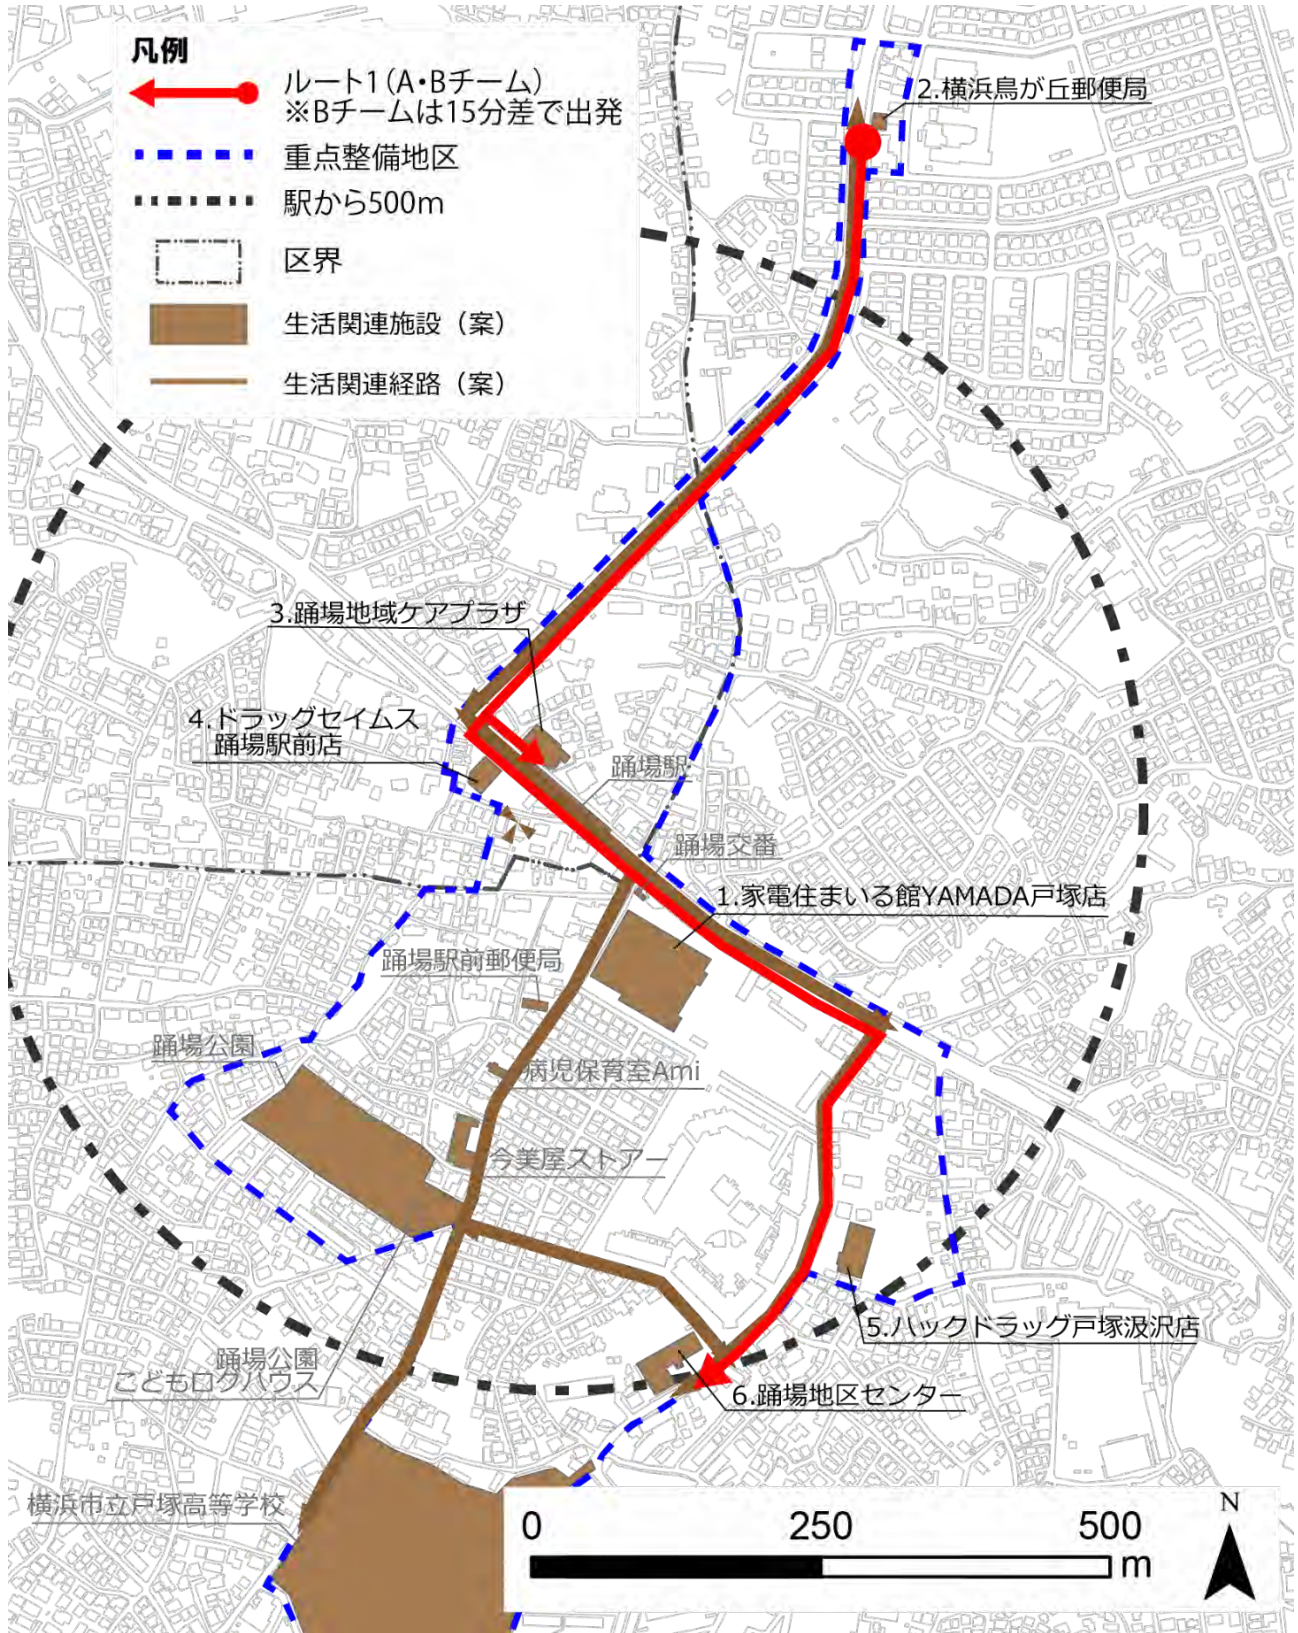 凡例
ルート1(A・Bチーム)
※Bチームは15分差で出発
重点整備地区
駅から500m
区界
生活関連施設(案)
生活関連経路(案)
2.横浜鳥が丘郵便局
3.踊場地域ケアプラザ
4.ドラッグセイムス
踊場駅前店
踊場駅
踊場交番
1.家電住まいる館YAMADA戸塚店
踊場駅前郵便局
踊場公園
病児保育室Ami
今美屋ストアー
5.ハックドラッグ戸塚汲沢店
踊場公園
こどもログハウス
6.踊場地区センター
横浜市立戸塚高等学校
0 250 500
m
N